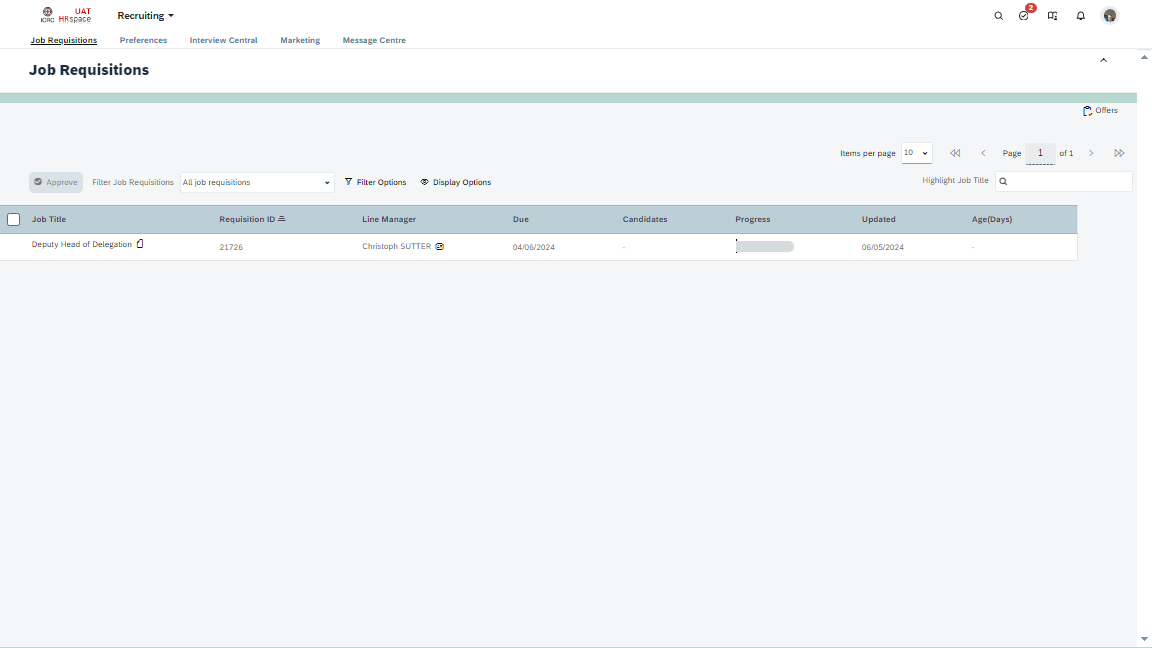 ICRC
UAT
HRspace
Recruiting
2
Job Requisitions
Preferences
Interview Central
Marketing
Message Centre
Job Requisitions
Offers
Items per page 10
Page 1 of 1
Approve
Filter Job Requisitions
All job requisitions
Filter Options
Display Options
Highlight Job Title
Job Title
Requisition ID
Line Manager
Due
Candidates
Progress
Updated
Age(Days)
Deputy Head of Delegation
21726
Christoph SUTTER
04/06/2024
-
06/05/2024
-